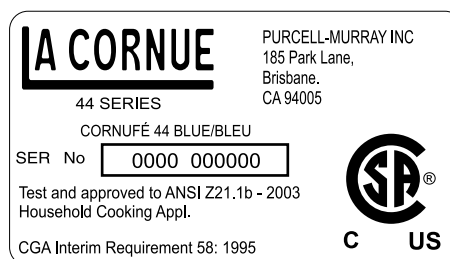 LA CORNUE
44 SERIES
CORNUFÉ 44 BLUE/BLEU
SER No 0000 000000
Test and approved to ANSI Z21.1b - 2003
Household Cooking Appl.
CGA Interim Requirement 58: 1995
PURCELL-MURRAY INC
185 Park Lane,
Brisbane.
CA 94005
SA®
C US